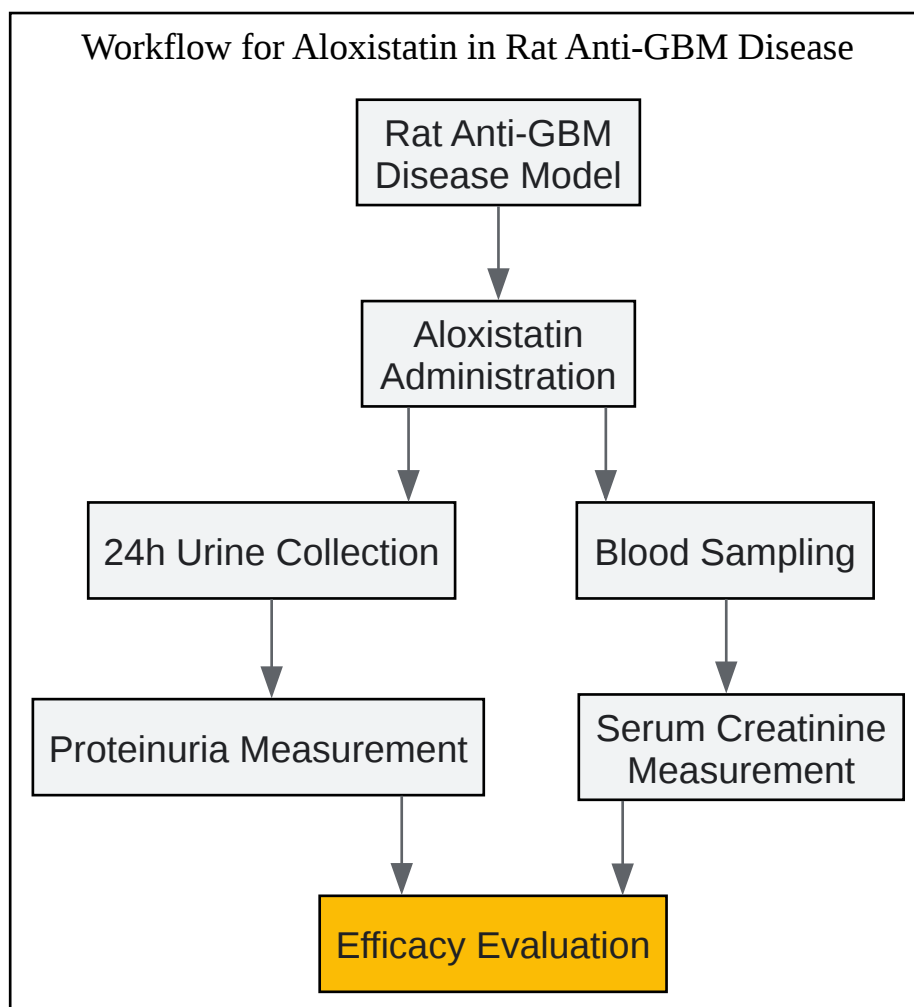 Workflow for Aloxistatin in Rat Anti-GBM Disease
Rat Anti-GBM
Disease Model
Aloxistatin
Administration
24h Urine Collection
Blood Sampling
Proteinuria Measurement
Serum Creatinine
Measurement
Efficacy Evaluation